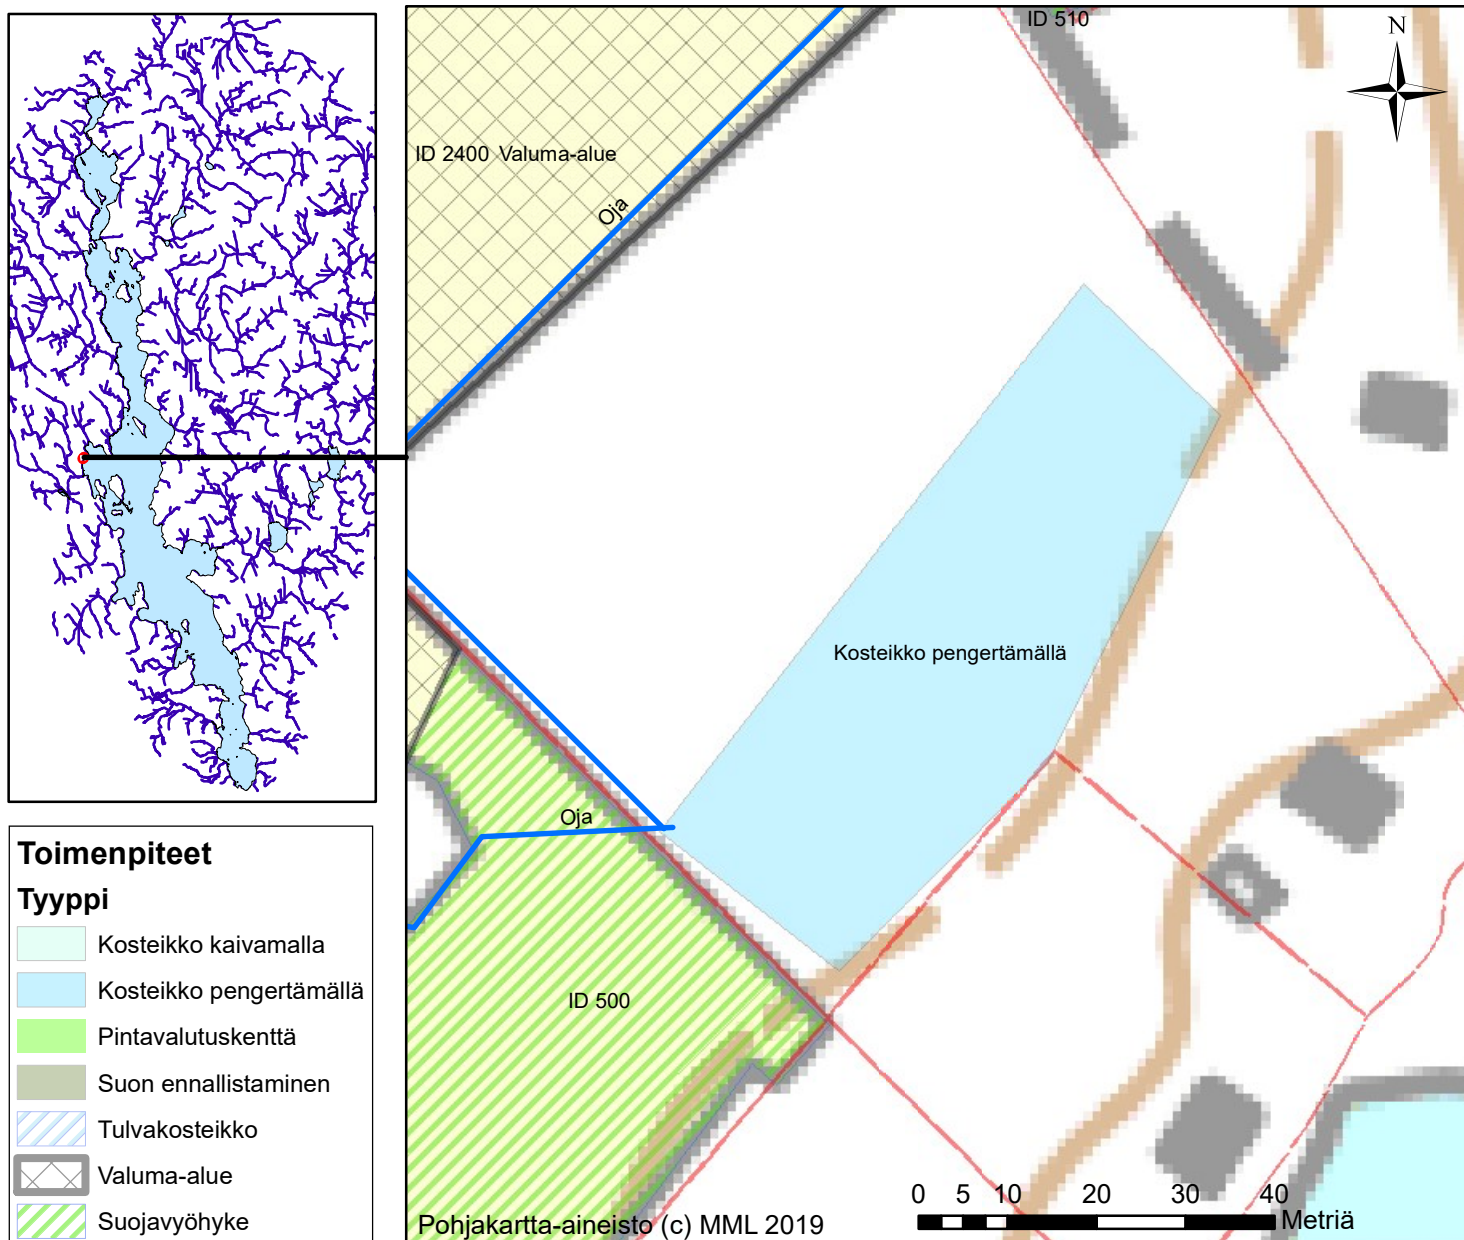 ID 510
N
ID 2400 Valuma-alue
Oja
Kosteikko pengertämällä
Oja
ID 500
Toimenpiteet
Tyyppi
Kosteikko kaivamalla
Kosteikko pengertämällä
Pintavalutuskenttä
Suon ennallistaminen
Tulvakosteikko
Valuma-alue
Suojavyöhyke
0 5 10 20 30 40
Metriä
Pohjakartta-aineisto (c) MML 2019